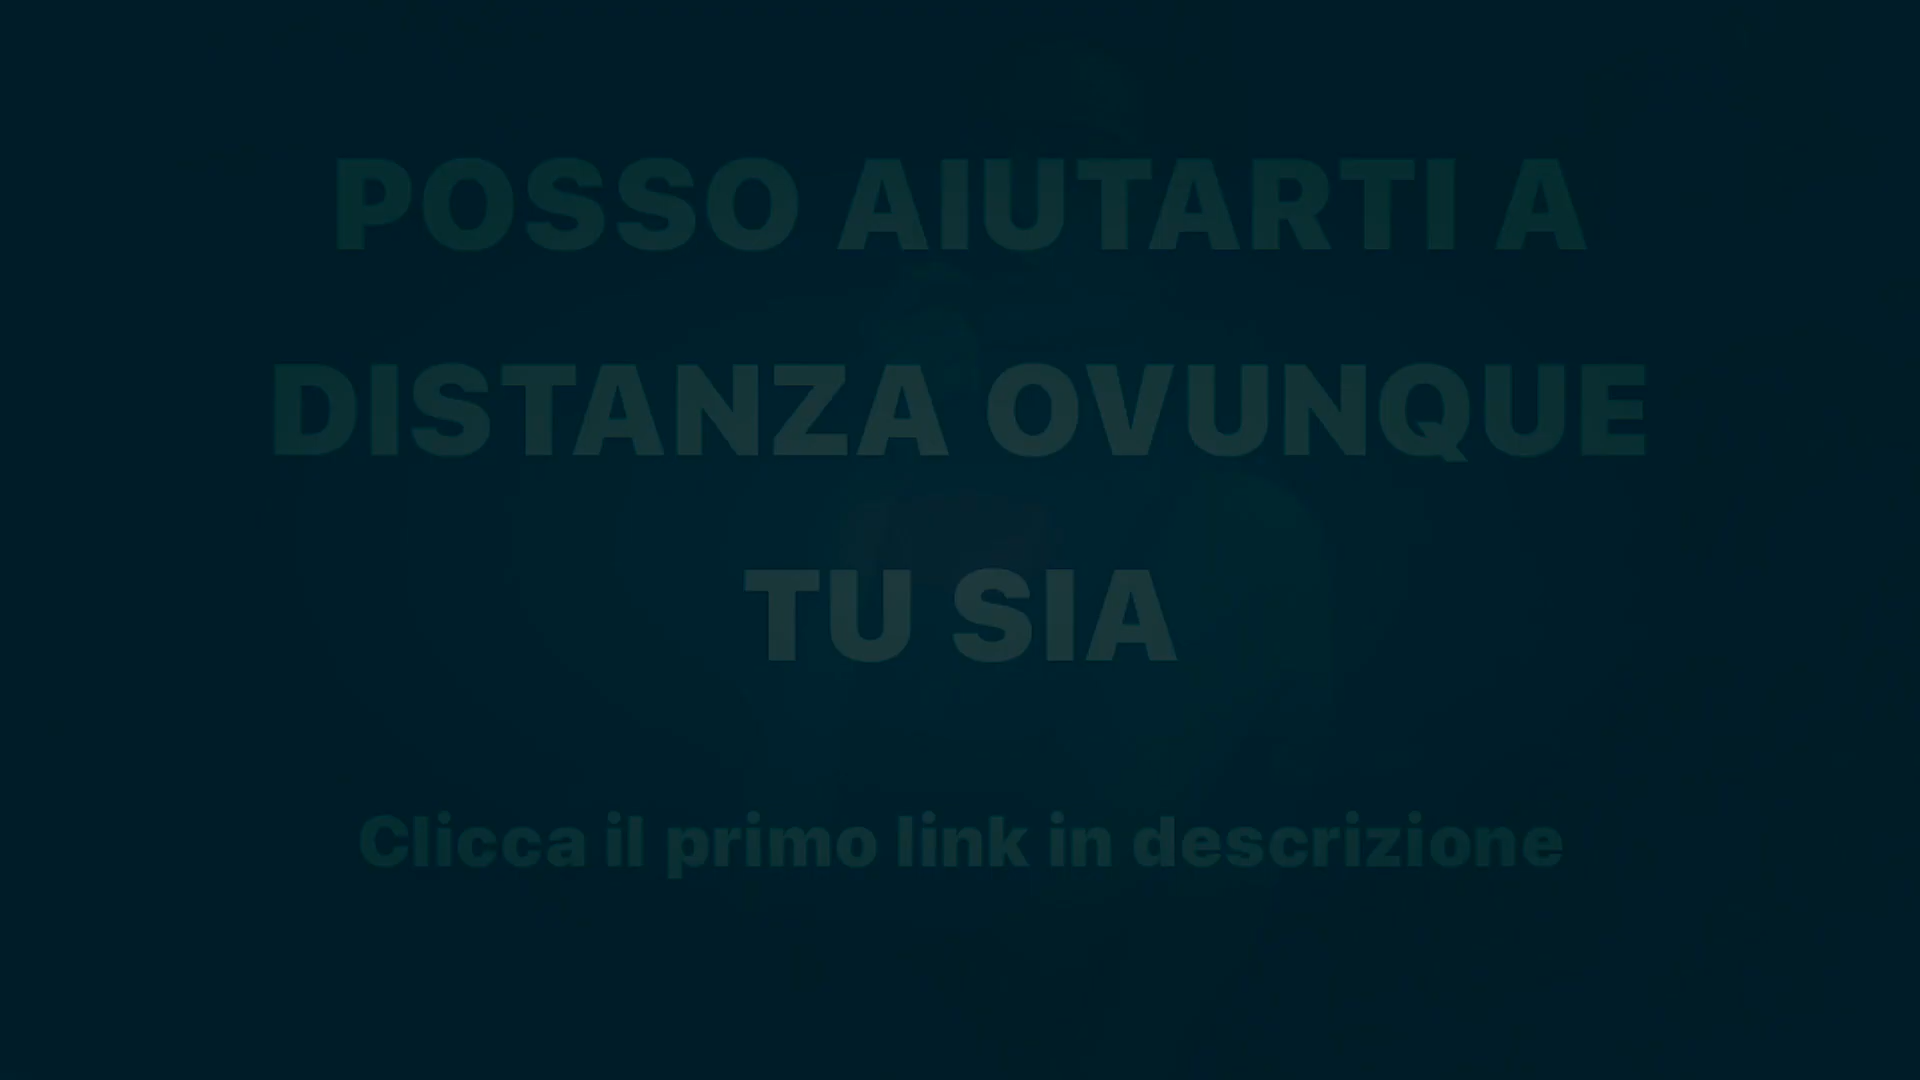 POSSO AIUTARTI A
DISTANZA OVUNQUE
TU SIA
Clicca il primo link in descrizione